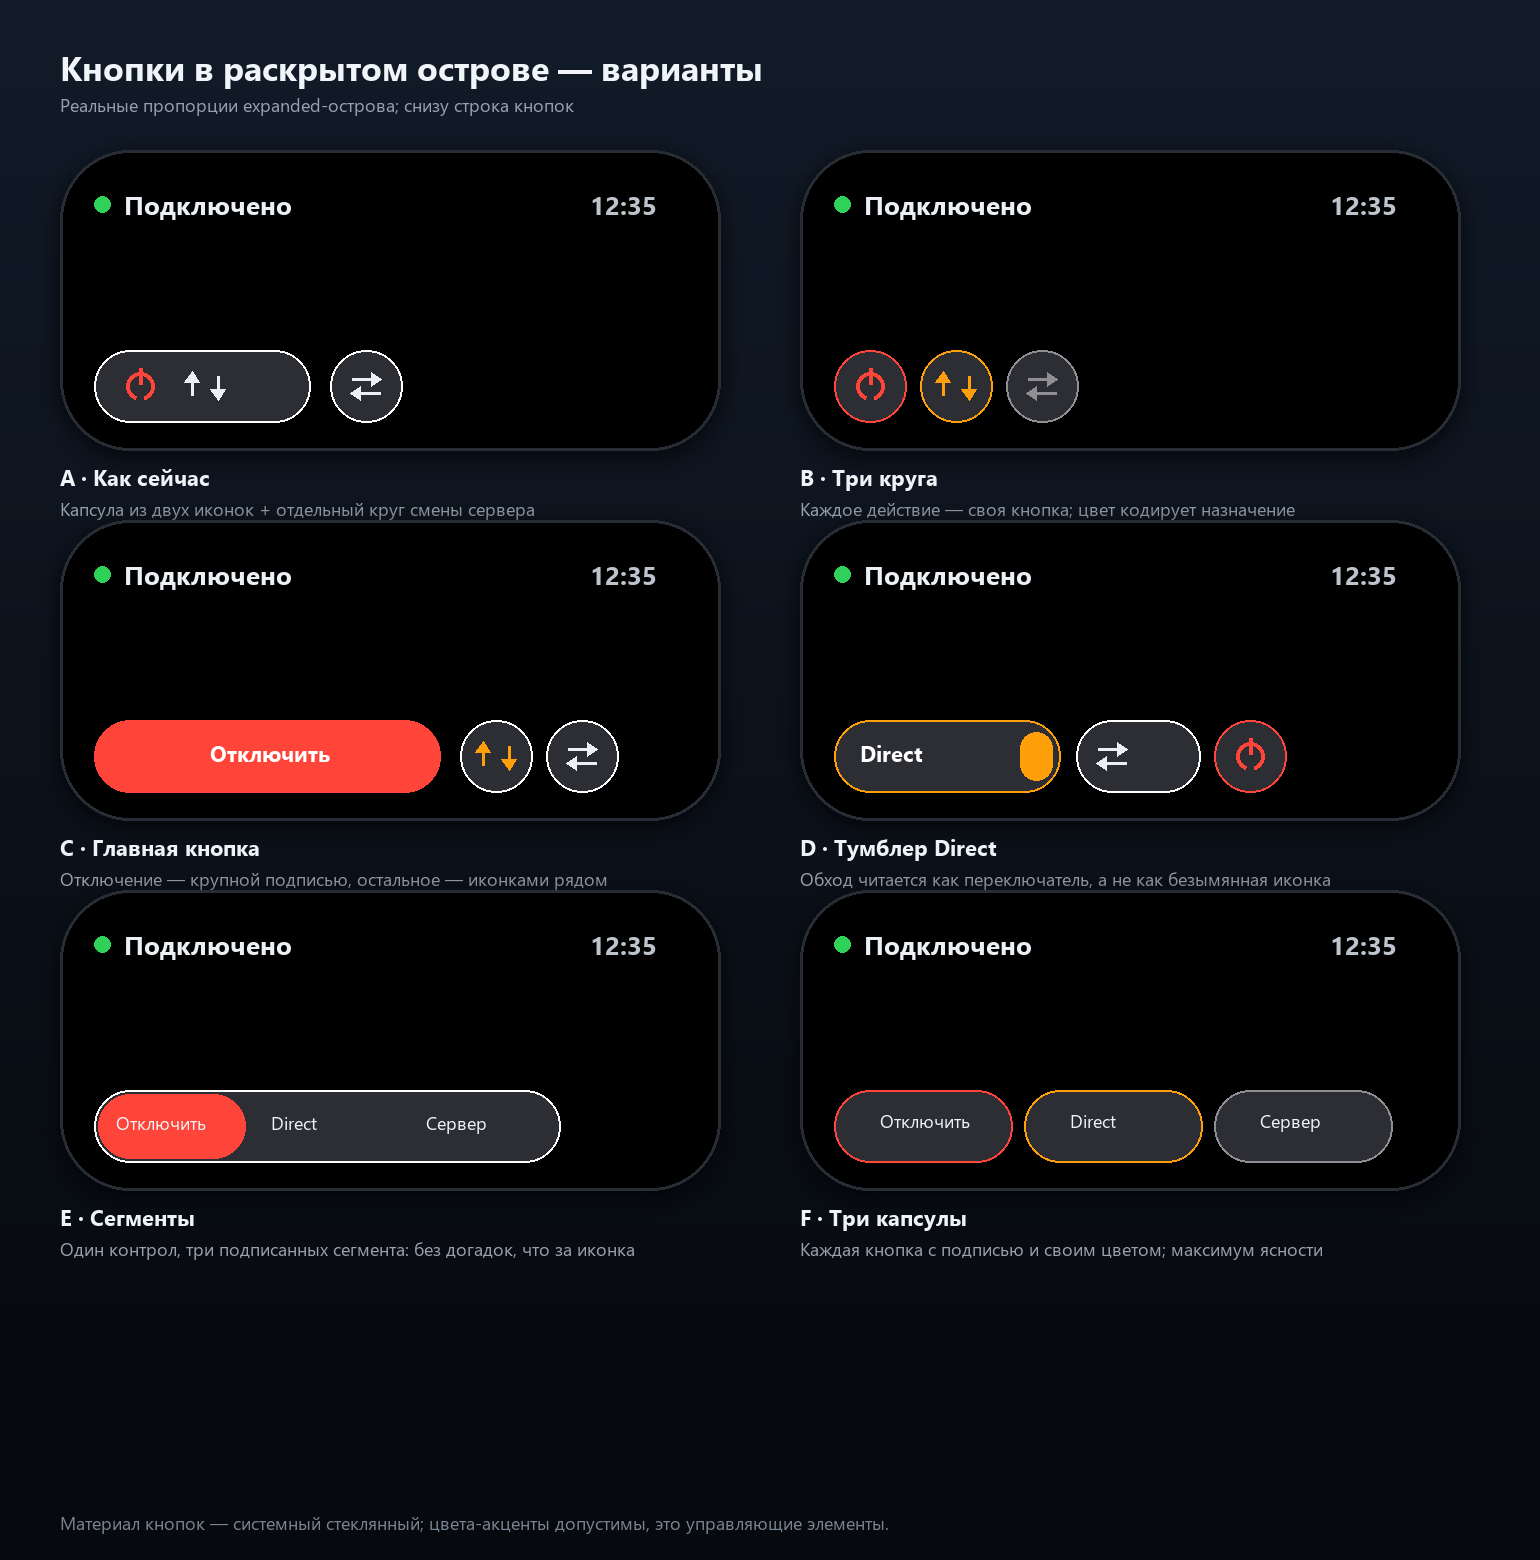 Кнопки в раскрытом острове — варианты
Реальные пропорции expanded-острова; снизу строка кнопок
Подключено 12:35
Подключено 12:35
A · Как сейчас
Капсула из двух иконок + отдельный круг смены сервера
B · Три круга
Каждое действие — своя кнопка; цвет кодирует назначение
Подключено 12:35
Отключить
Подключено 12:35
Direct
C · Главная кнопка
Отключение — крупной подписью, остальное — иконками рядом
D · Тумблер Direct
Обход читается как переключатель, а не как безымянная иконка
Подключено 12:35
Отключить Direct Сервер
Подключено 12:35
Отключить Direct Сервер
E · Сегменты
Один контрол, три подписанных сегмента: без догадок, что за иконка
F · Три капсулы
Каждая кнопка с подписью и своим цветом; максимум ясности
Материал кнопок — системный стеклянный; цвета-акценты допустимы, это управляющие элементы.